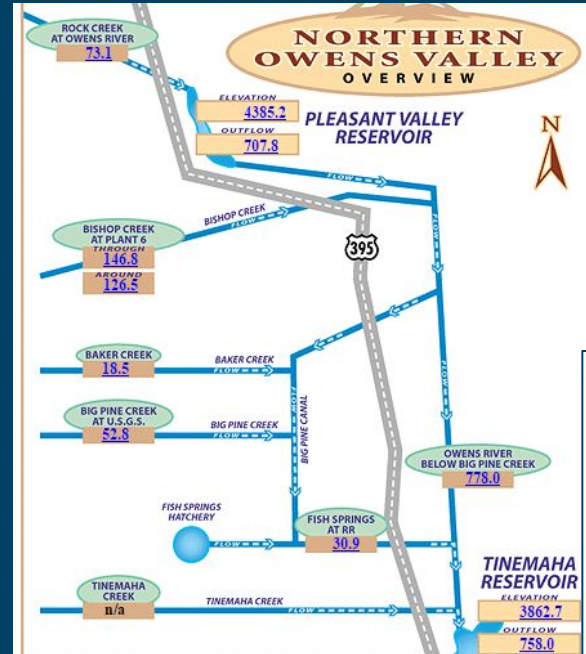 NORTHERN
OWENS VALLEY
OVERVIEW
ROCK CREEK
AT OWENS RIVER
73.1
ELEVATION
4385.2
OUTFLOW
707.8
PLEASANT VALLEY
RESERVOIR
N
FLOW
BISHOP CREEK
FLOW
BISHOP CREEK
AT PLANT 6
THROUGH
146.8
AROUND
126.5
395
FLOW
BAKER CREEK
18.5
BAKER CREEK
FLOW
BIG PINE CREEK
AT U.S.G.S.
52.8
BIG PINE CREEK
FLOW
FLOW
BIG PINE CANAL
FLOW
OWENS RIVER
BELOW BIG PINE CREEK
778.0
FISH SPRINGS
HATCHERY
FLOW
FISH SPRINGS
AT RR
30.9
TINEMAHA
CREEK
n/a
TINEMAHA CREEK
FLOW
TINEMAHA
RESERVOIR
ELEVATION
3862.7
OUTFLOW
758.0